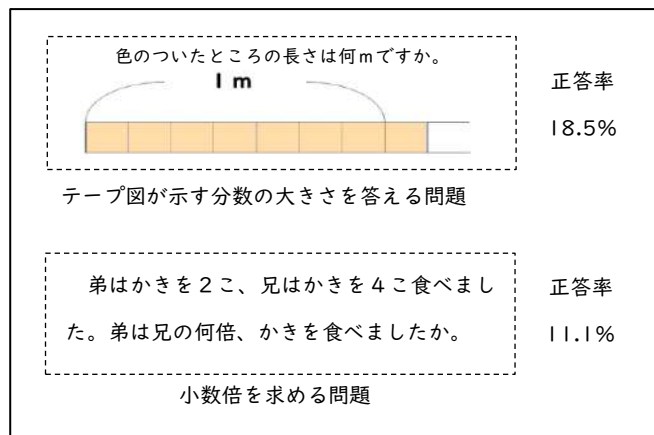 色のついたところの長さは何mですか。
1 m
正答率
18.5%
テープ図が示す分数の大きさを答える問題
弟はかきを2こ、兄はかきを4こ食べまし
た。弟は兄の何倍、かきを食べましたか。
正答率
11.1%
小数倍を求める問題